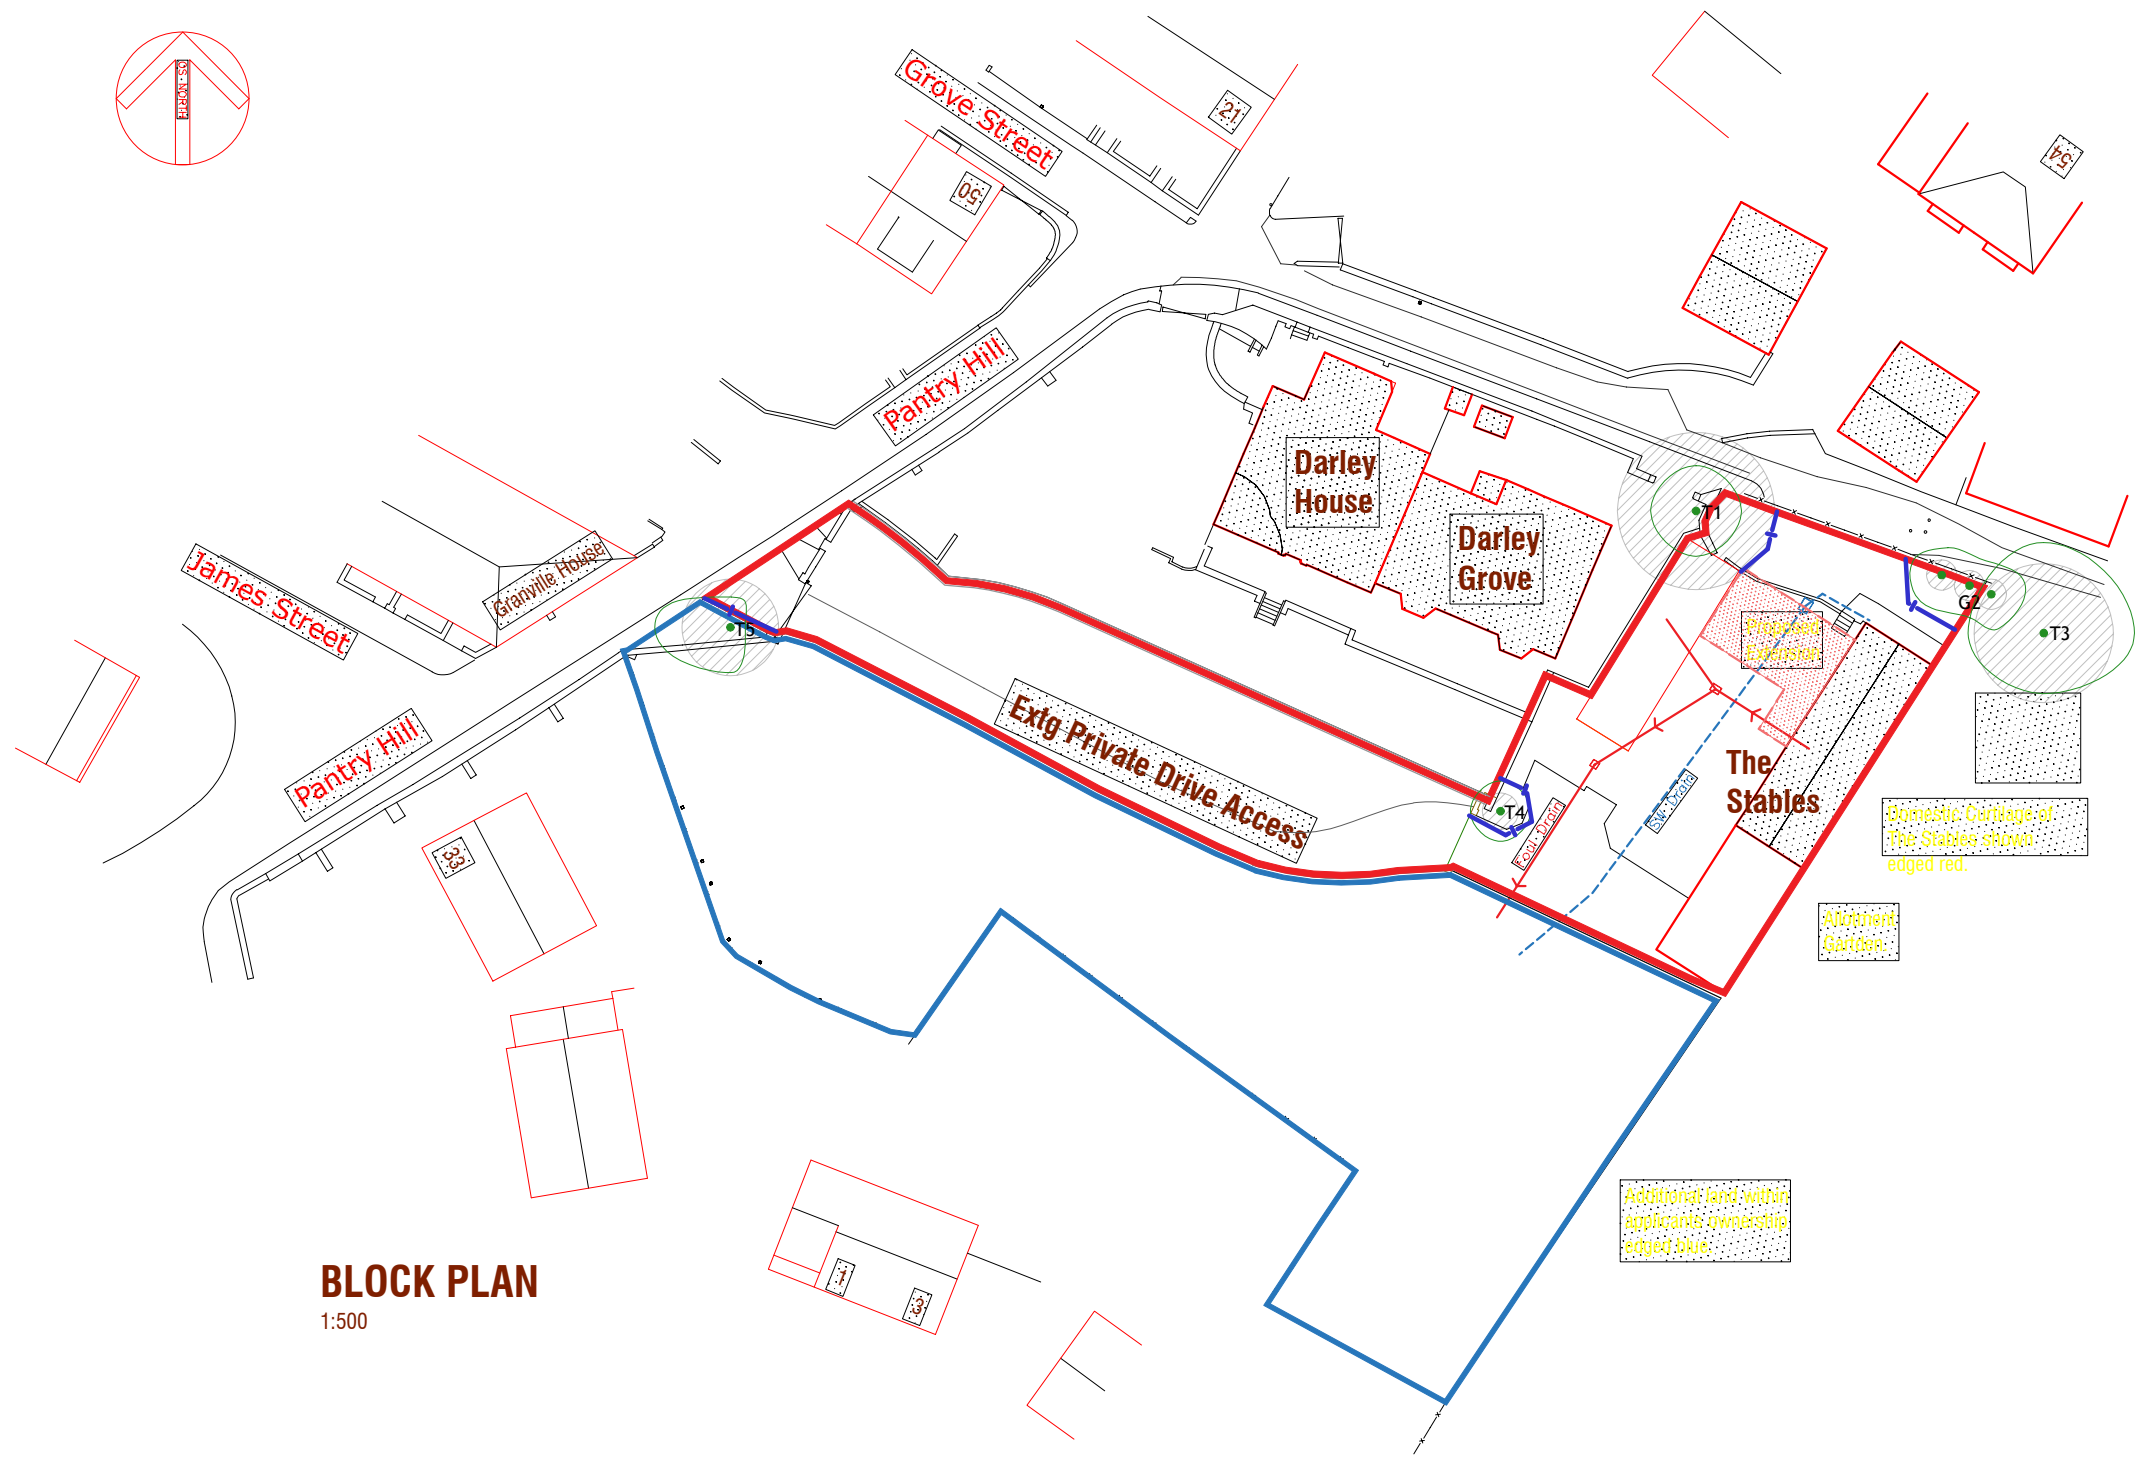 OS NORTH
Grove Street
21
54
50
Pantry Hill
Darley
House
Darley
Grove
T1
Granville House
James Street
G2
T3
T5
Proposed
Extension
Extg Private Drive Access
Pantry Hill
The
Stables
SW Drain
T4
Foul Drain
Domestic Curtilage of
The Stables shown
edged red.
33
Allotment
Gartden.
Additional land within
applicants ownership
edged blue.
BLOCK PLAN
1:500
1
3